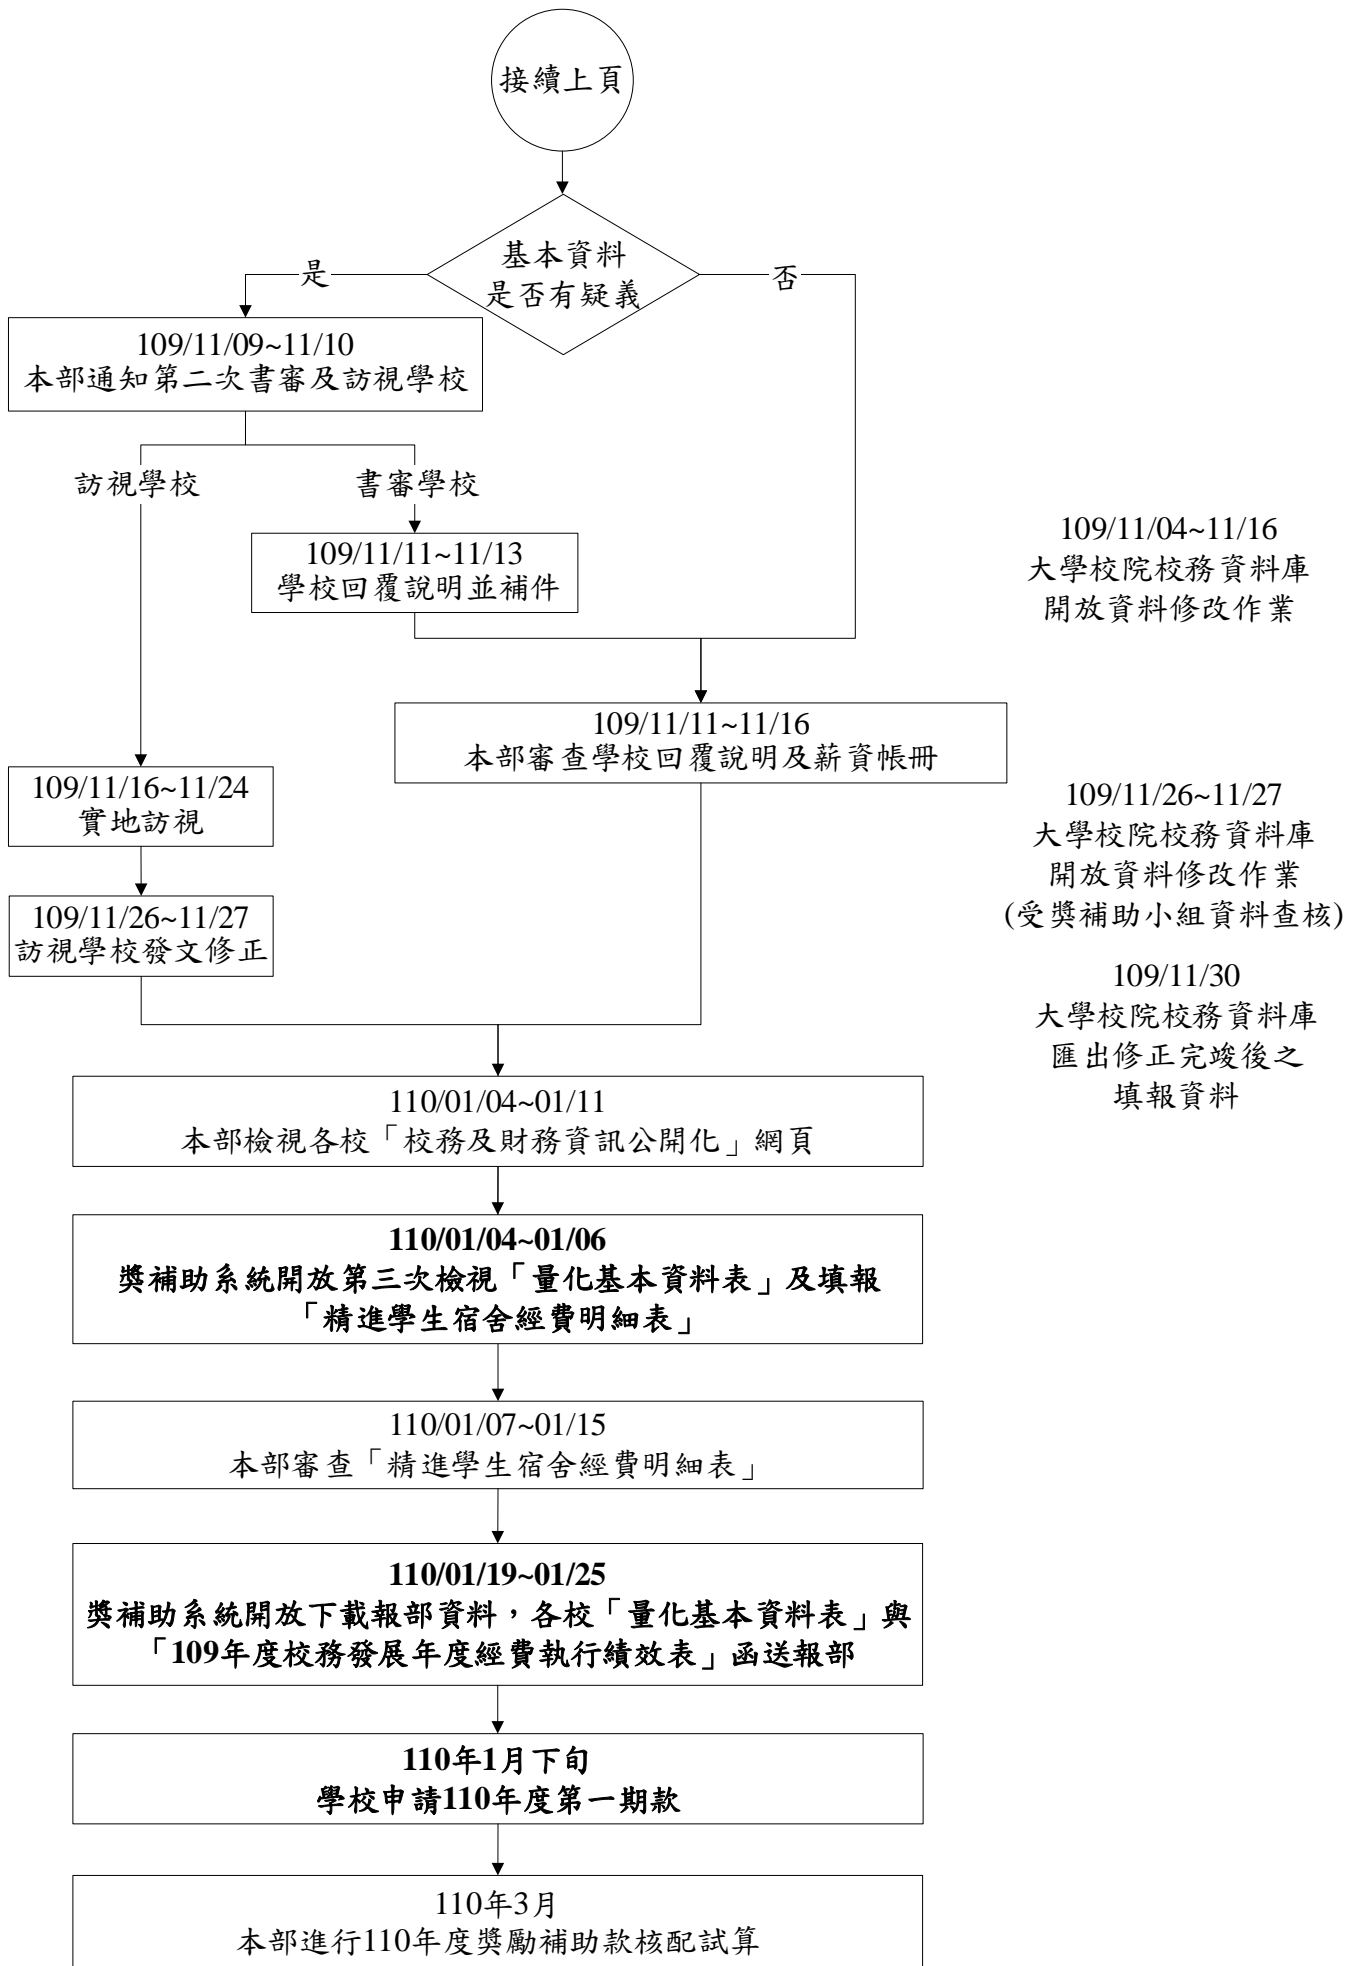 接續上頁
基本資料
是否有疑義
是
否
109/11/09~11/10
本部通知第二次書審及訪視學校
訪視學校
書審學校
109/11/11~11/13
學校回覆說明並補件
109/11/04~11/16
大學校院校務資料庫
開放資料修改作業
109/11/11~11/16
本部審查學校回覆說明及薪資帳冊
109/11/16~11/24
實地訪視
109/11/26~11/27
大學校院校務資料庫
開放資料修改作業
(受獎補助小組資料查核)
109/11/26~11/27
訪視學校發文修正
109/11/30
大學校院校務資料庫
匯出修正完竣後之
填報資料
110/01/04~01/11
本部檢視各校「校務及財務資訊公開化」網頁
110/01/04~01/06
獎補助系統開放第三次檢視「量化基本資料表」及填報
「精進學生宿舍經費明細表」
110/01/07~01/15
本部審查「精進學生宿舍經費明細表」
110/01/19~01/25
獎補助系統開放下載報部資料，各校「量化基本資料表」與
「109年度校務發展年度經費執行績效表」函送報部
110年1月下旬
學校申請110年度第一期款
110年3月
本部進行110年度獎勵補助款核配試算